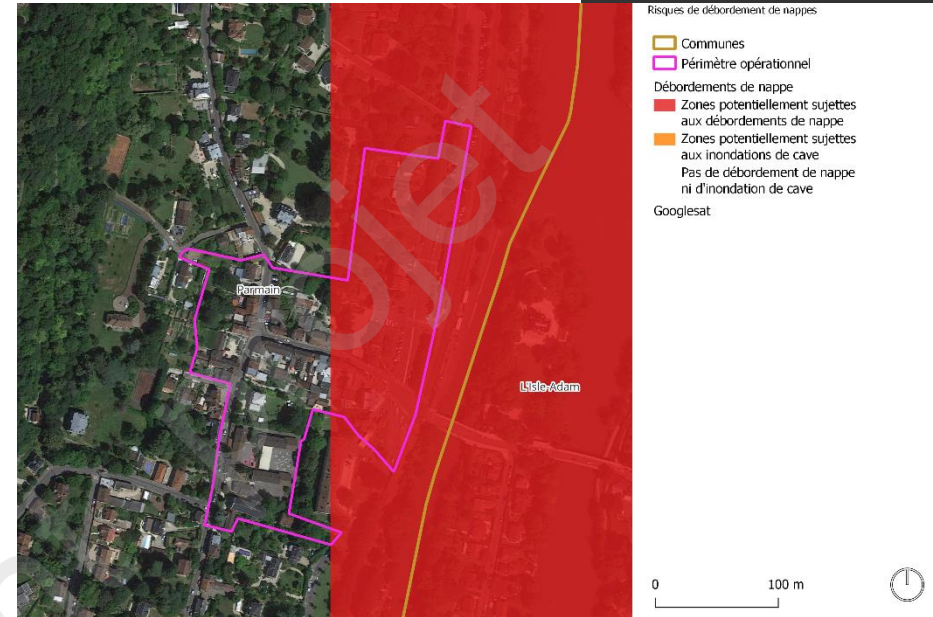 Risques de débordement de nappes
Communes
Périmètre opérationnel
Débordements de nappe
Zones potentiellement sujettes
aux débordements de nappe
Zones potentiellement sujettes
aux inondations de cave
Pas de débordement de nappe
ni d'inondation de cave
Googlesat
Parmain
L'Isle-Adam
0 100 m